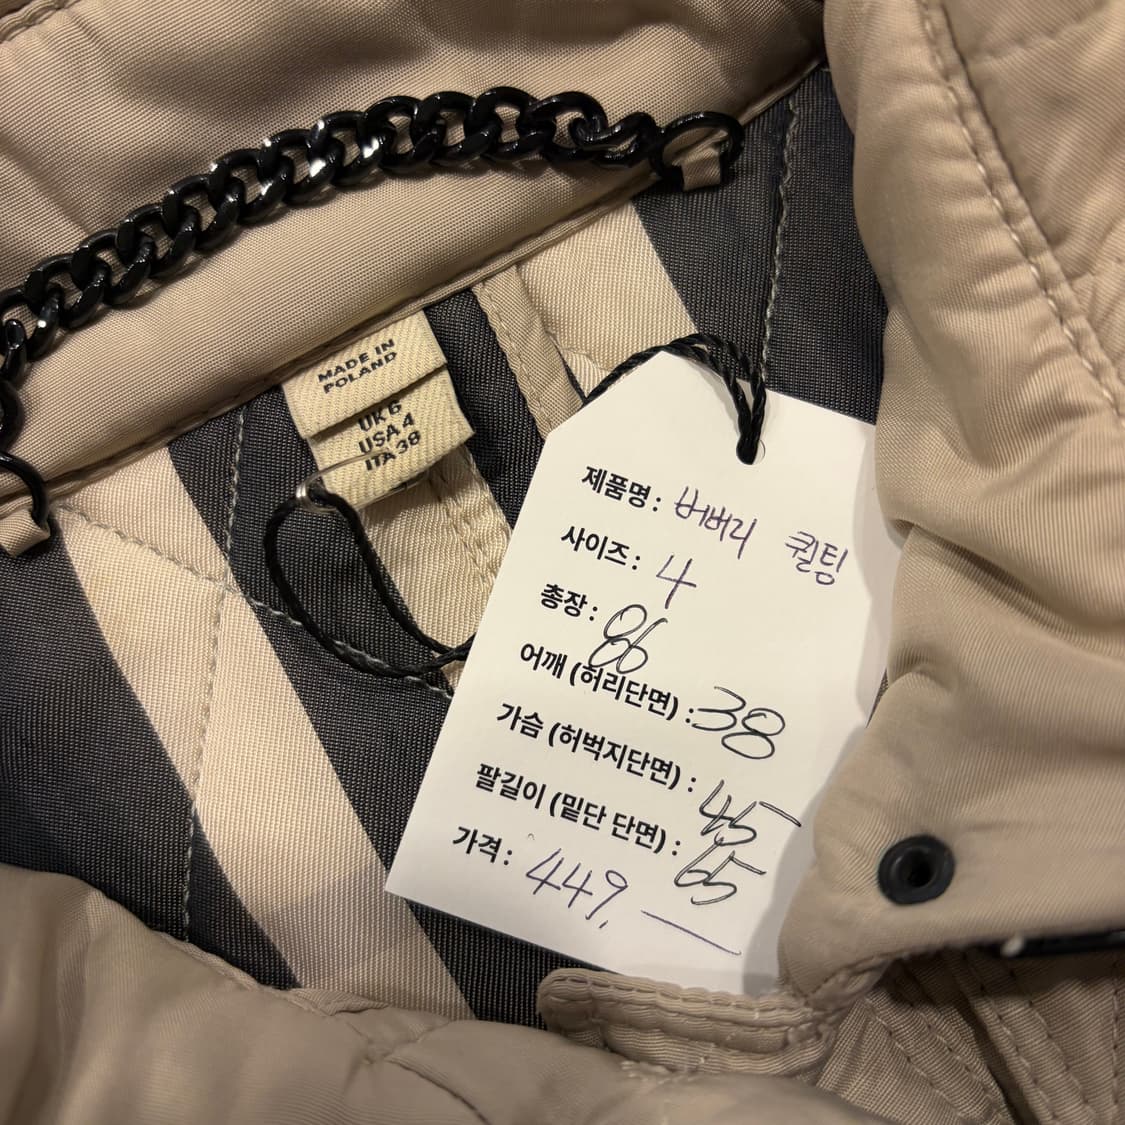 MADE IN
POLAND
UK 6
USA 4
ITA 38
제품명 : 버버리 퀼팅
사이즈 : 4
총장 : 86
어깨 (허리단면) : 38
가슴 (허벅지단면) : 45
팔길이 (밑단 단면) : 65
가격 : 449,—